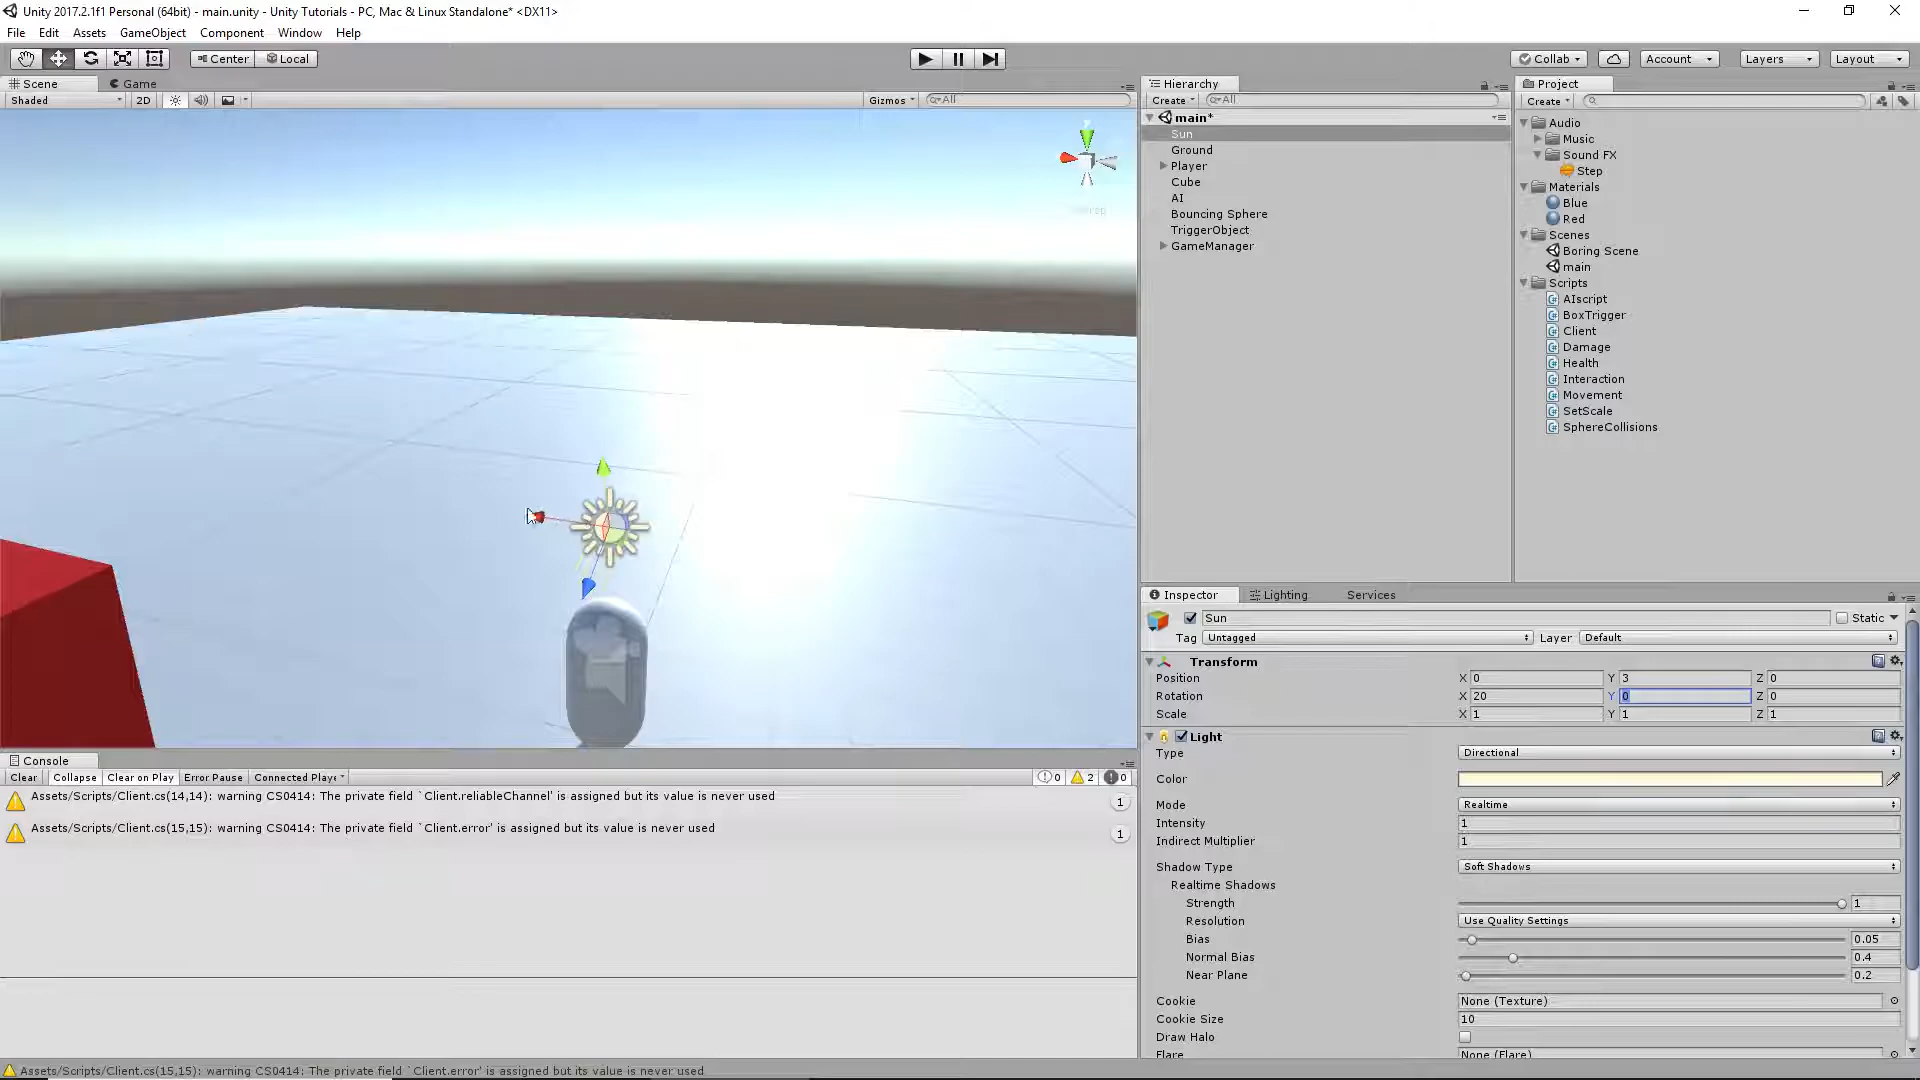 Unity 2017.2.1f1 Personal (64bit) - main.unity - Unity Tutorials - PC, Mac & Linux Standalone* <DX11>
File Edit Assets GameObject Component Window Help
Center Local Collab Account Layers Layout
Scene Game
Shaded 2D Gizmos All
Persp
Hierarchy
Create All
main*
Sun
Ground
Player
Cube
AI
Bouncing Sphere
TriggerObject
GameManager
Project
Create
Audio
Music
Sound FX
Step
Materials
Blue
Red
Scenes
Boring Scene
main
Scripts
AIscript
BoxTrigger
Client
Damage
Health
Interaction
Movement
SetScale
SphereCollisions
Inspector Lighting Services
Sun Static
Tag Untagged Layer Default
Transform
Position X 0 Y 3 Z 0
Rotation X 20 Y 0 Z 0
Scale X 1 Y 1 Z 1
Light
Type Directional
Color
Mode Realtime
Intensity 1
Indirect Multiplier 1
Shadow Type Soft Shadows
Realtime Shadows
Strength 1
Resolution Use Quality Settings
Bias 0.05
Normal Bias 0.4
Near Plane 0.2
Cookie None (Texture)
Cookie Size 10
Draw Halo
Flare None (Flare)
Console
Clear Collapse Clear on Play Error Pause Connected Playe 0 2 0
Assets/Scripts/Client.cs(14,14): warning CS0414: The private field `Client.reliableChannel' is assigned but its value is never used 1
Assets/Scripts/Client.cs(15,15): warning CS0414: The private field `Client.error' is assigned but its value is never used 1
Assets/Scripts/Client.cs(15,15): warning CS0414: The private field `Client.error' is assigned but its value is never used